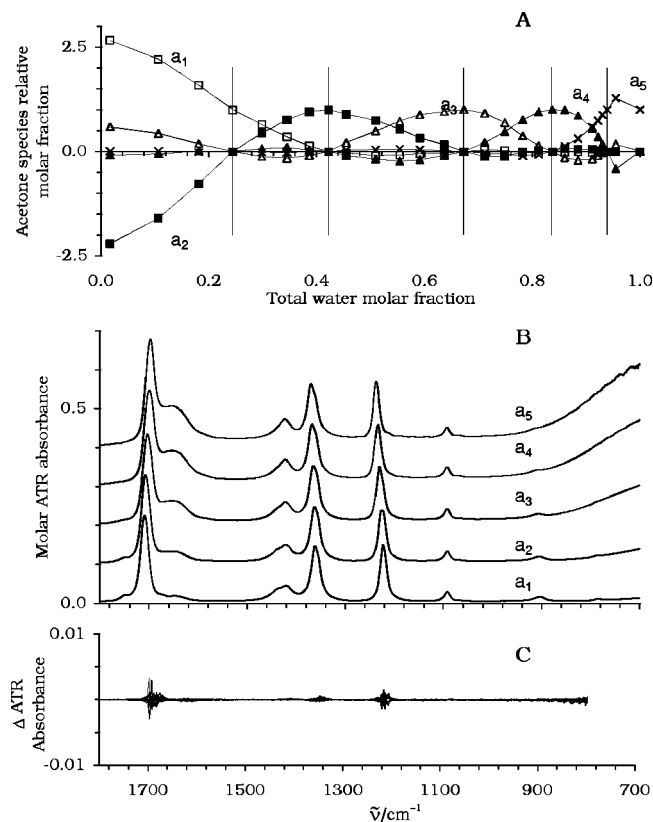 A
Acetone species relative
molar fraction
2.5
0.0
-2.5
a1
a2
a3
a4
a5
0.0 0.2 0.4 0.6 0.8 1.0
Total water molar fraction
B
Molar ATR absorbance
0.5
0.0
a5
a4
a3
a2
a1
C
Δ ATR
Absorbance
0.01
-0.01
1700 1500 1300 1100 900 700
ν̃/cm⁻¹